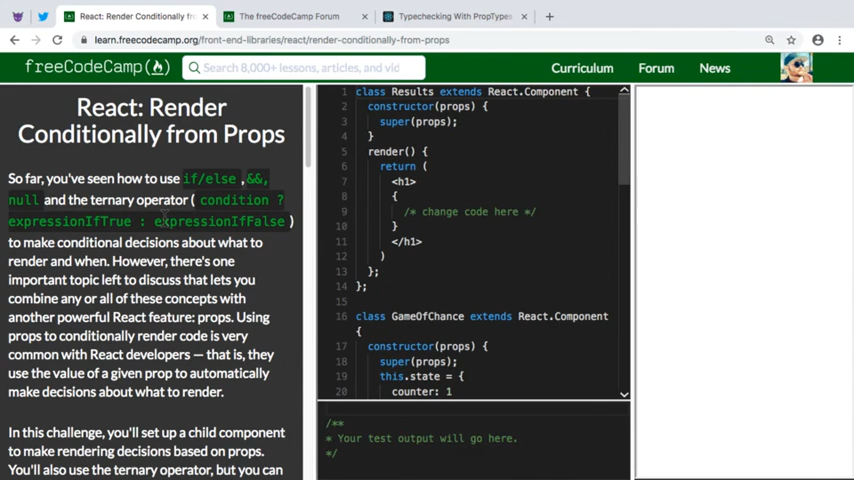 React: Render Conditionally fron
The freeCodeCamp Forum
Typechecking With PropTypes
learn.freecodecamp.org/front-end-libraries/react/render-conditionally-from-props
freeCodeCamp
Search 8,000+ lessons, articles, and vid
Curriculum
Forum
News
React: Render
Conditionally from Props
So far, you've seen how to use if/else , &&,
null and the ternary operator ( condition ?
expressionIfTrue : expressionIfFalse )
to make conditional decisions about what to
render and when. However, there's one
important topic left to discuss that lets you
combine any or all of these concepts with
another powerful React feature: props. Using
props to conditionally render code is very
common with React developers — that is, they
use the value of a given prop to automatically
make decisions about what to render.
In this challenge, you'll set up a child component
to make rendering decisions based on props.
You'll also use the ternary operator, but you can
1 class Results extends React.Component {
2 constructor(props) {
3 super(props);
4 }
5 render() {
6 return (
7 <h1>
8 {
9 /* change code here */
10 }
11 </h1>
12 )
13 };
14 };
15
16 class GameOfChance extends React.Component
{
17 constructor(props) {
18 super(props);
19 this.state = {
20 counter: 1
/**
* Your test output will go here.
*/